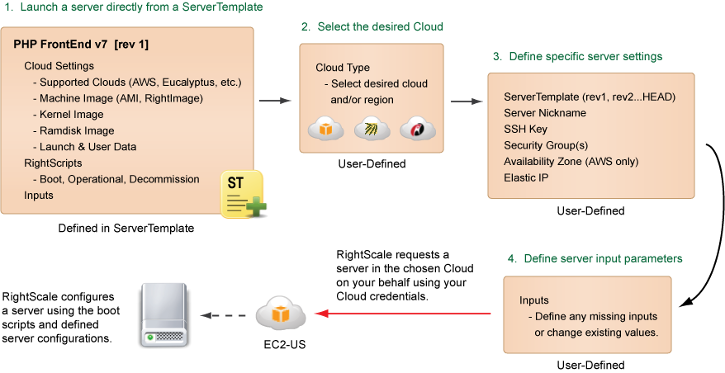 1. Launch a server directly from a ServerTemplate
PHP FrontEnd v7 [rev 1]
Cloud Settings
- Supported Clouds (AWS, Eucalyptus, etc.)
- Machine Image (AMI, RightImage)
- Kernel Image
- Ramdisk Image
- Launch & User Data
RightScripts
- Boot, Operational, Decommission
Inputs
ST
Defined in ServerTemplate
2. Select the desired Cloud
Cloud Type
- Select desired cloud
and/or region
User-Defined
3. Define specific server settings
ServerTemplate (rev1, rev2...HEAD)
Server Nickname
SSH Key
Security Group(s)
Availability Zone (AWS only)
Elastic IP
User-Defined
4. Define server input parameters
Inputs
- Define any missing inputs
or change existing values.
User-Defined
RightScale requests a
server in the chosen Cloud
on your behalf using your
Cloud credentials.
EC2-US
RightScale configures
a server using the boot
scripts and defined
server configurations.